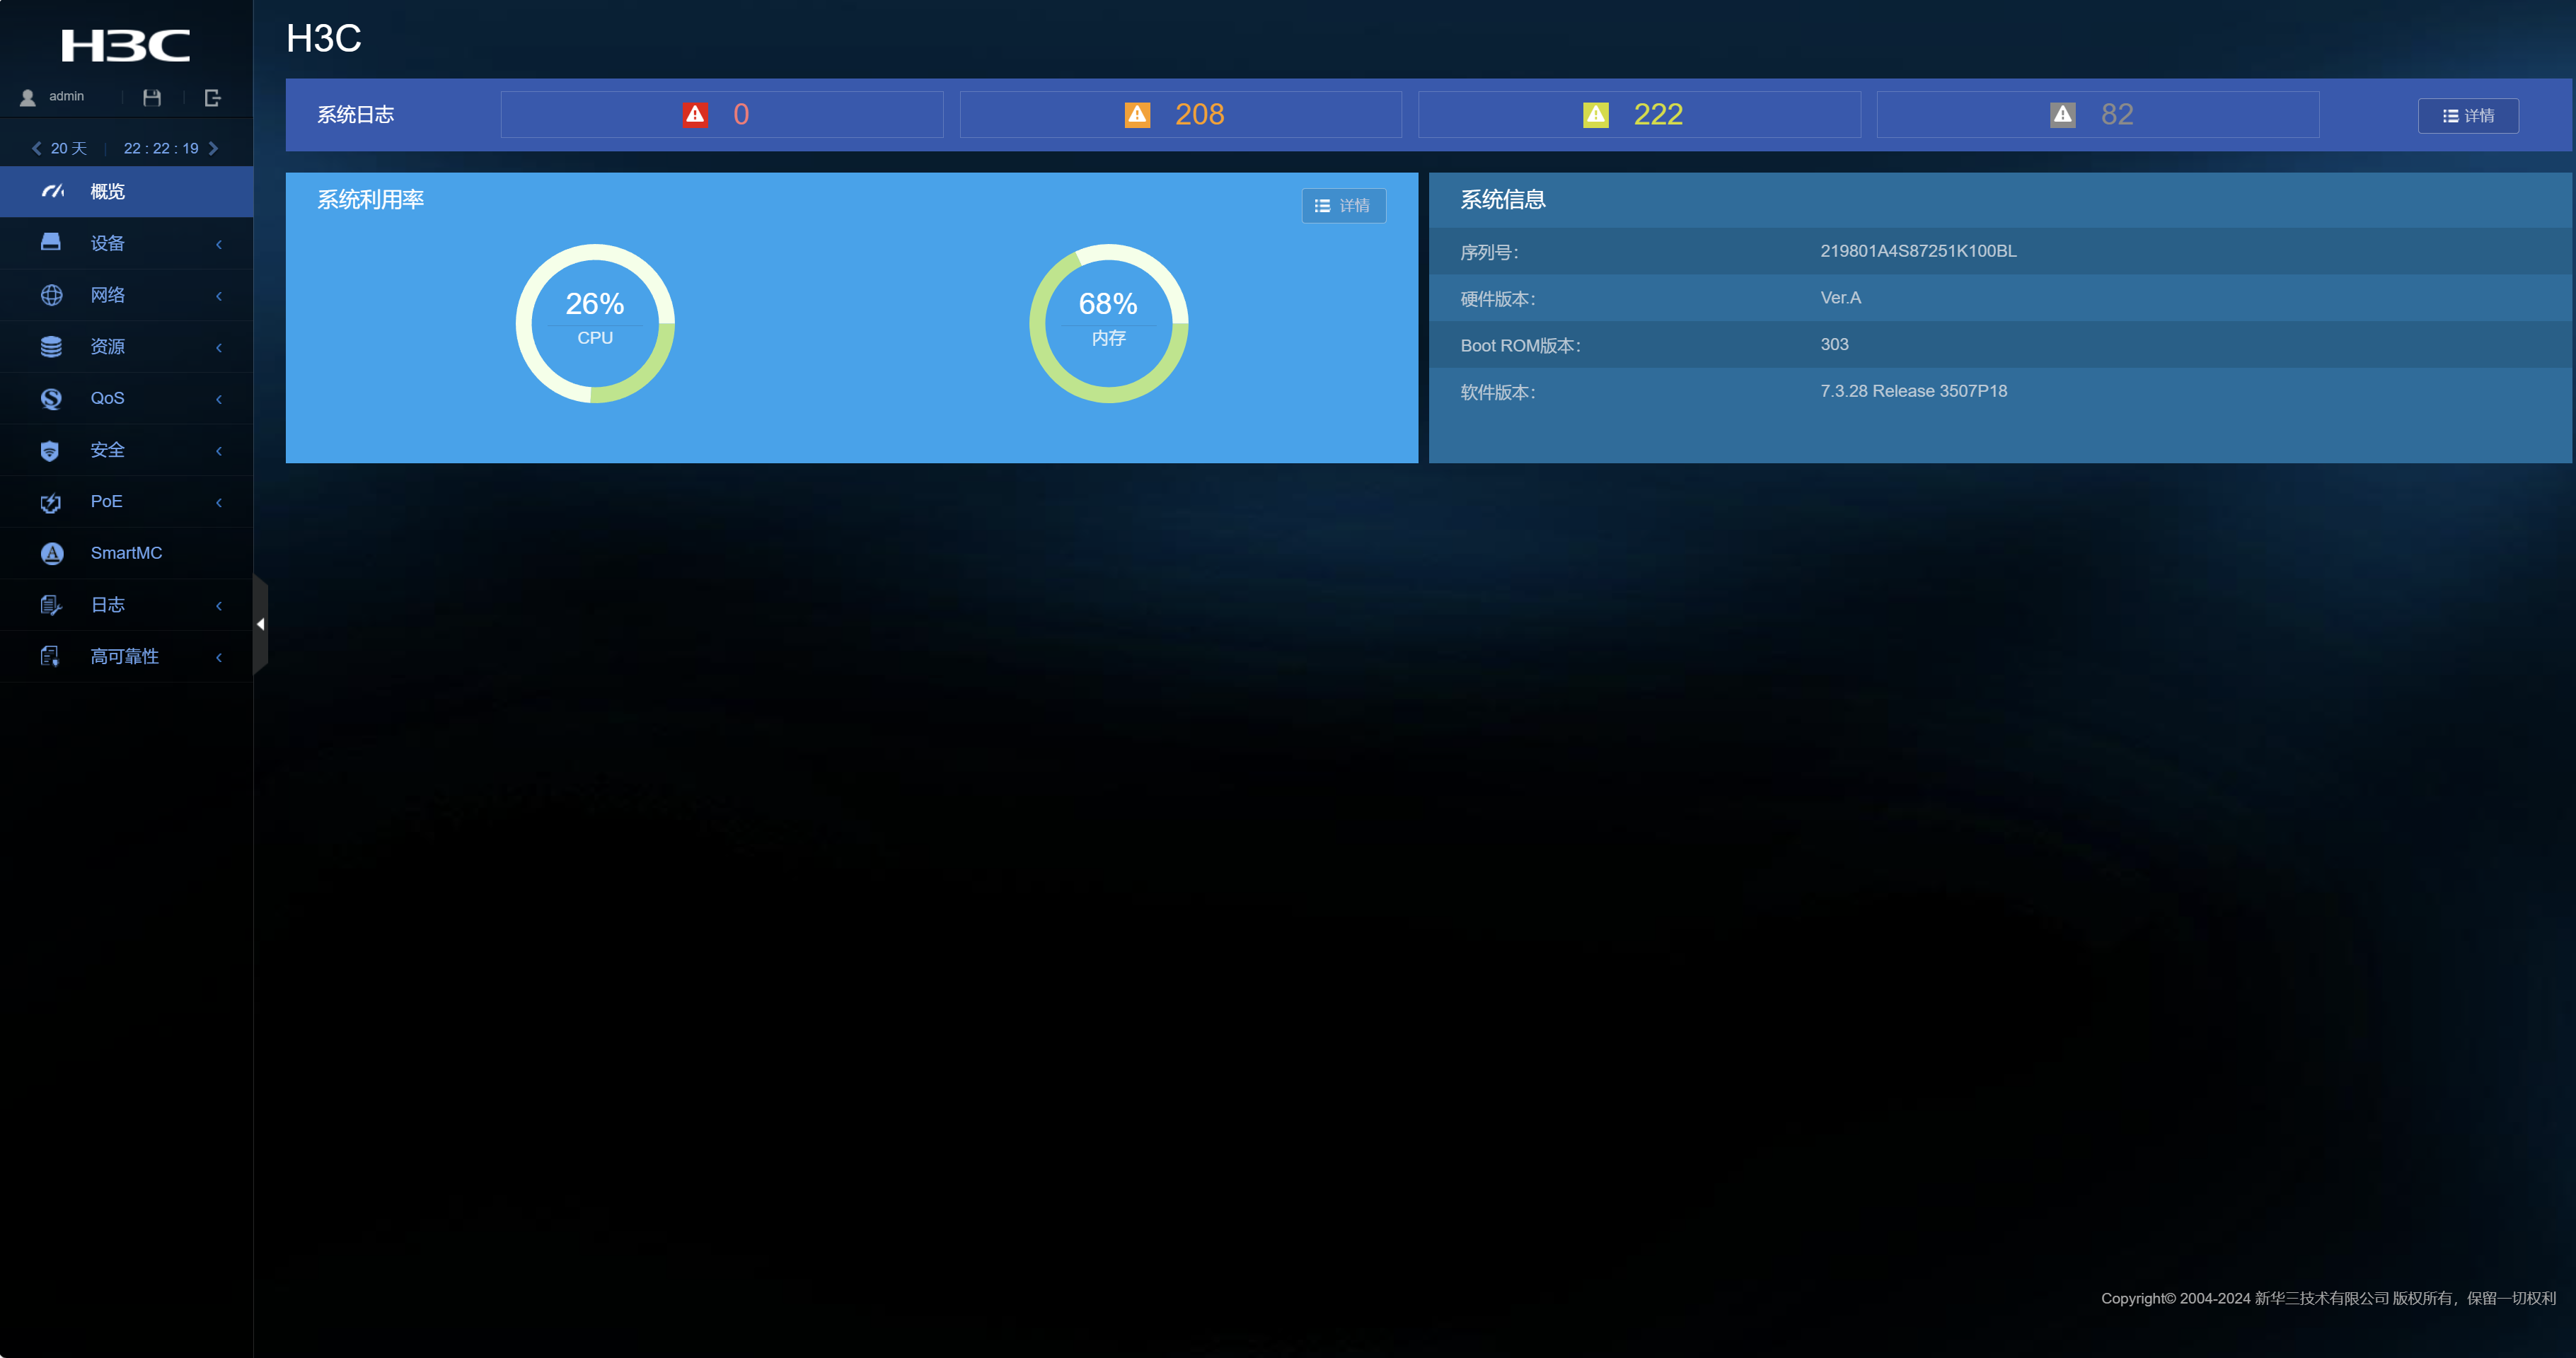 H3C
admin
20 天
22 : 22 : 19
概览
设备
网络
资源
QoS
安全
PoE
SmartMC
日志
高可靠性
H3C
系统日志
0
208
222
82
详情
系统利用率
详情
26%
CPU
68%
内存
系统信息
序列号：
219801A4S87251K100BL
硬件版本：
Ver.A
Boot ROM版本：
303
软件版本：
7.3.28 Release 3507P18
Copyright© 2004-2024 新华三技术有限公司 版权所有，保留一切权利